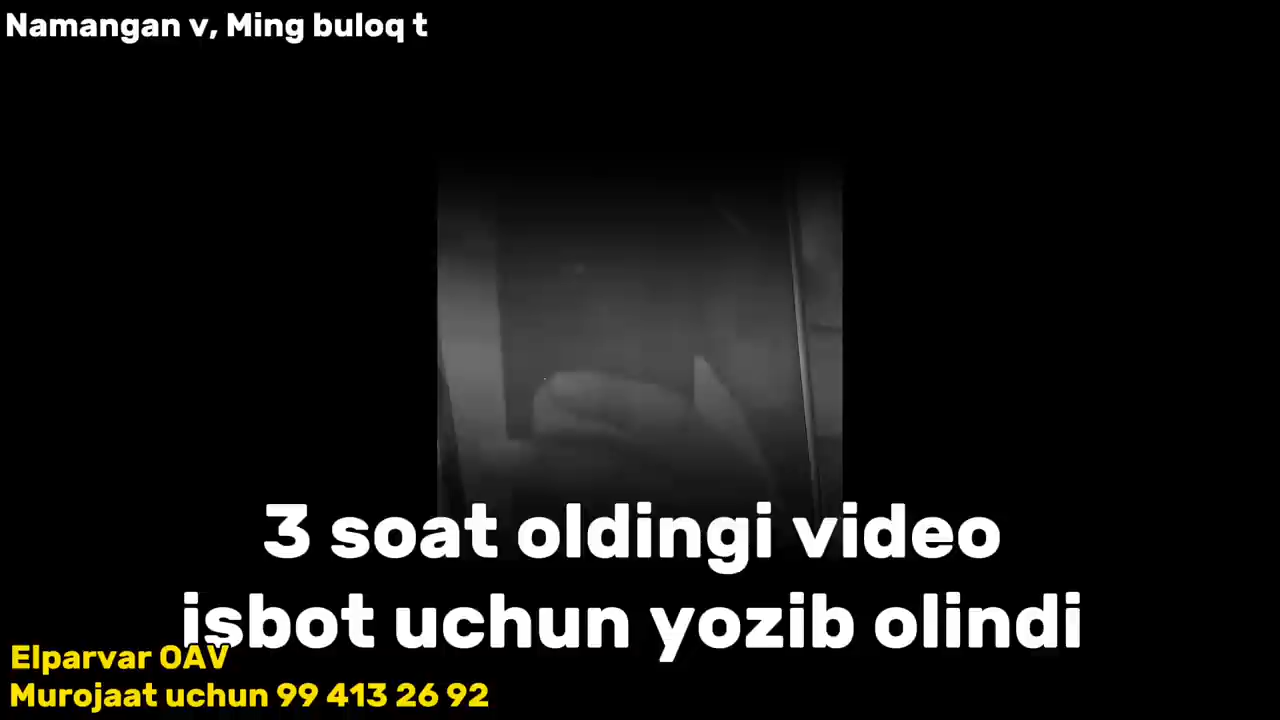 Namangan v, Ming buloq t
3 soat oldingi video
isbot uchun yozib olindi
Elparvar OAV
Murojaat uchun 99 413 26 92